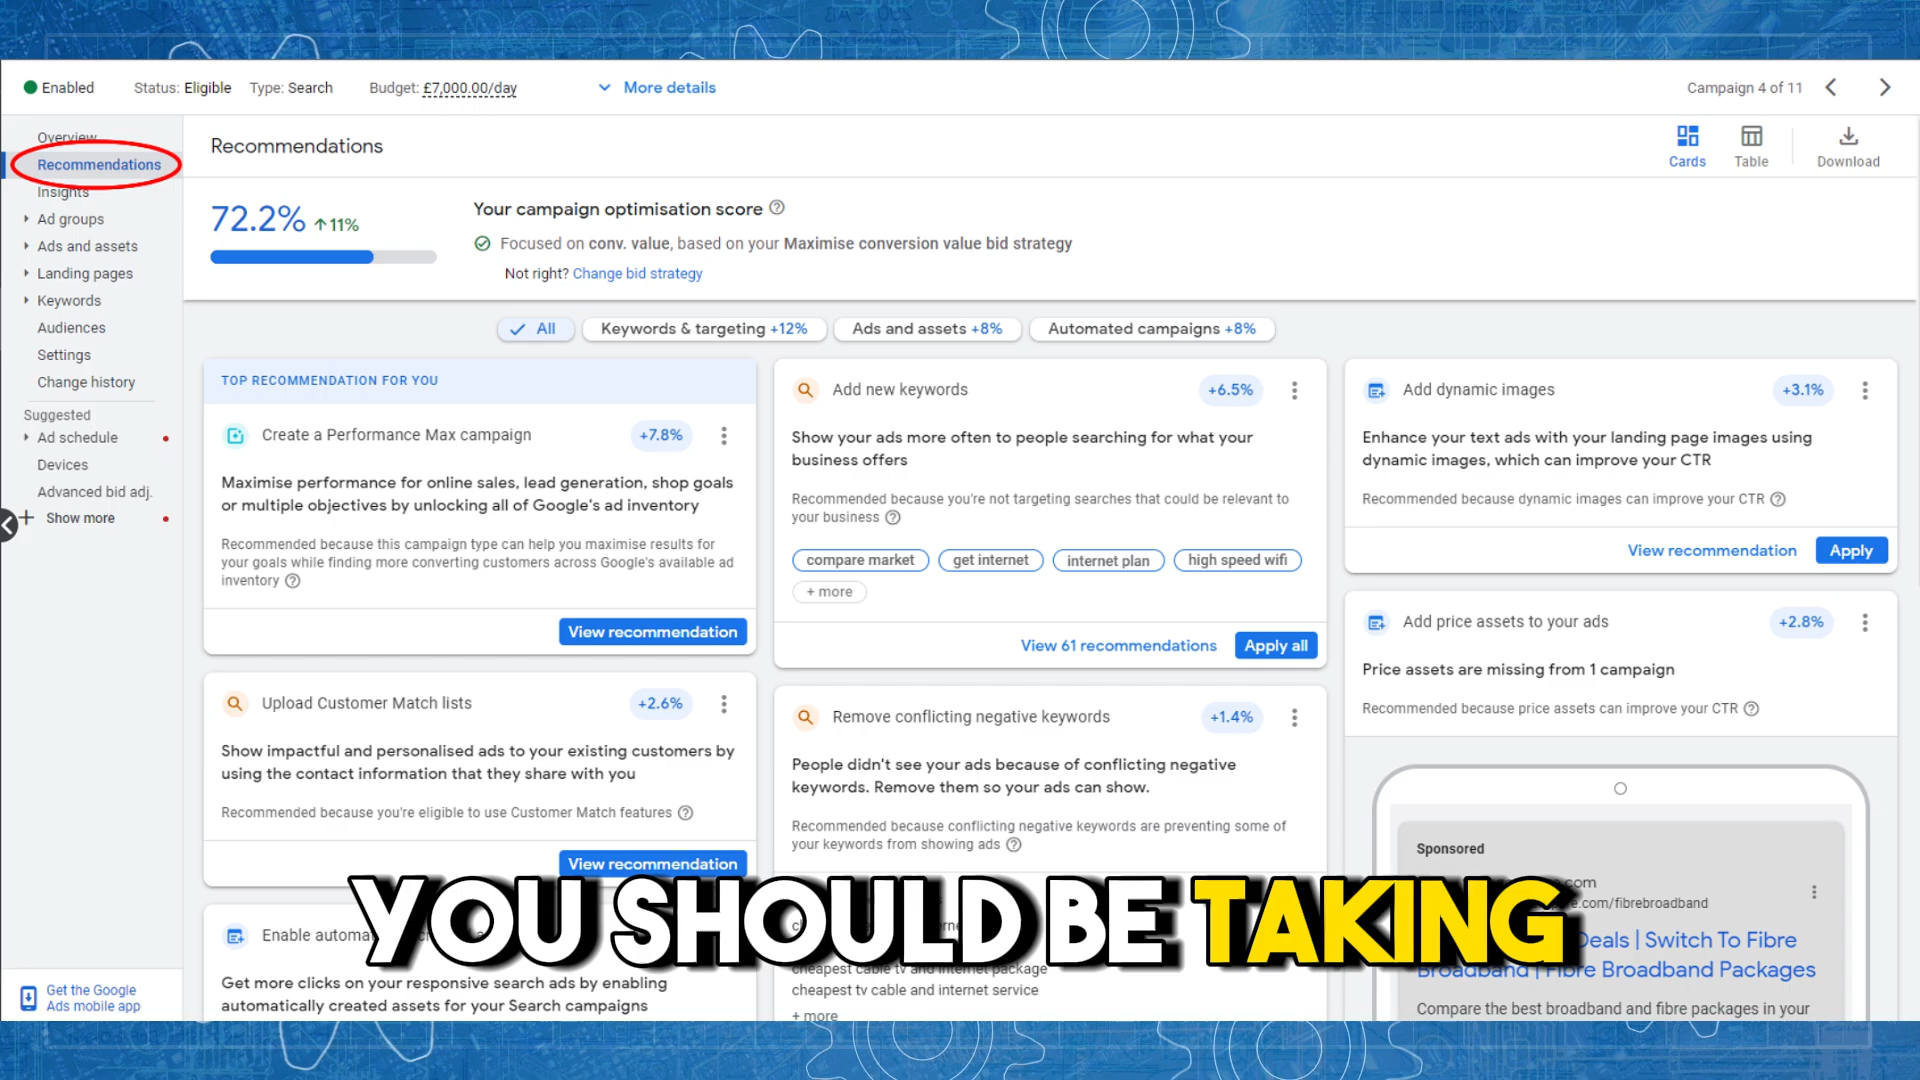 Enabled
Status: Eligible
Type: Search
Budget: £7,000.00/day
More details
Campaign 4 of 11
Overview
Recommendations
Insights
Ad groups
Ads and assets
Landing pages
Keywords
Audiences
Settings
Change history
Suggested
Ad schedule
Devices
Advanced bid adj.
Show more
Get the Google
Ads mobile app
Recommendations
Cards
Table
Download
72.2% 11%
Your campaign optimisation score
Focused on conv. value, based on your Maximise conversion value bid strategy
Not right? Change bid strategy
All
Keywords & targeting +12%
Ads and assets +8%
Automated campaigns +8%
TOP RECOMMENDATION FOR YOU
Create a Performance Max campaign
+7.8%
Maximise performance for online sales, lead generation, shop goals
or multiple objectives by unlocking all of Google's ad inventory
Recommended because this campaign type can help you maximise results for
your goals while finding more converting customers across Google's available ad
inventory
View recommendation
Upload Customer Match lists
+2.6%
Show impactful and personalised ads to your existing customers by
using the contact information that they share with you
Recommended because you're eligible to use Customer Match features
View recommendation
Enable
Get more clicks on your responsive search ads by enabling
automatically created assets for your Search campaigns
Add new keywords
+6.5%
Show your ads more often to people searching for what your
business offers
Recommended because you're not targeting searches that could be relevant to
your business
compare market
get internet
internet plan
high speed wifi
+ more
View 61 recommendations
Apply all
Remove conflicting negative keywords
+1.4%
People didn't see your ads because of conflicting negative
keywords. Remove them so your ads can show.
Recommended because conflicting negative keywords are preventing some of
your keywords from showing ads
cheapest cable tv and internet package
cheapest tv cable and internet service
+ more
Add dynamic images
+3.1%
Enhance your text ads with your landing page images using
dynamic images, which can improve your CTR
Recommended because dynamic images can improve your CTR
View recommendation
Apply
Add price assets to your ads
+2.8%
Price assets are missing from 1 campaign
Recommended because price assets can improve your CTR
Sponsored
.com
.com/fibrebroadband
Deals | Switch To Fibre
Broadband | Fibre Broadband Packages
Compare the best broadband and fibre packages in your
YOU SHOULD BE TAKING